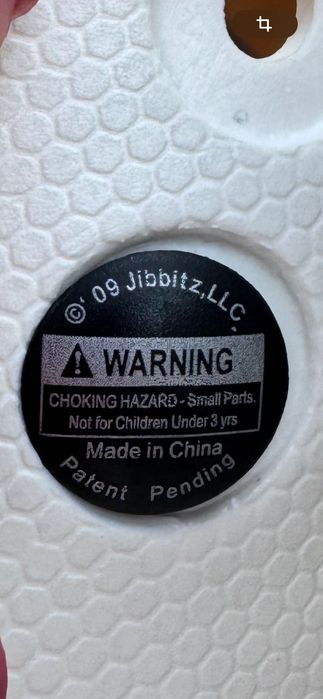 ©' 09 Jibbitz,LLC.
WARNING
CHOKING HAZARD - Small Parts.
Not for Children Under 3 yrs
Made in China
Patent Pending